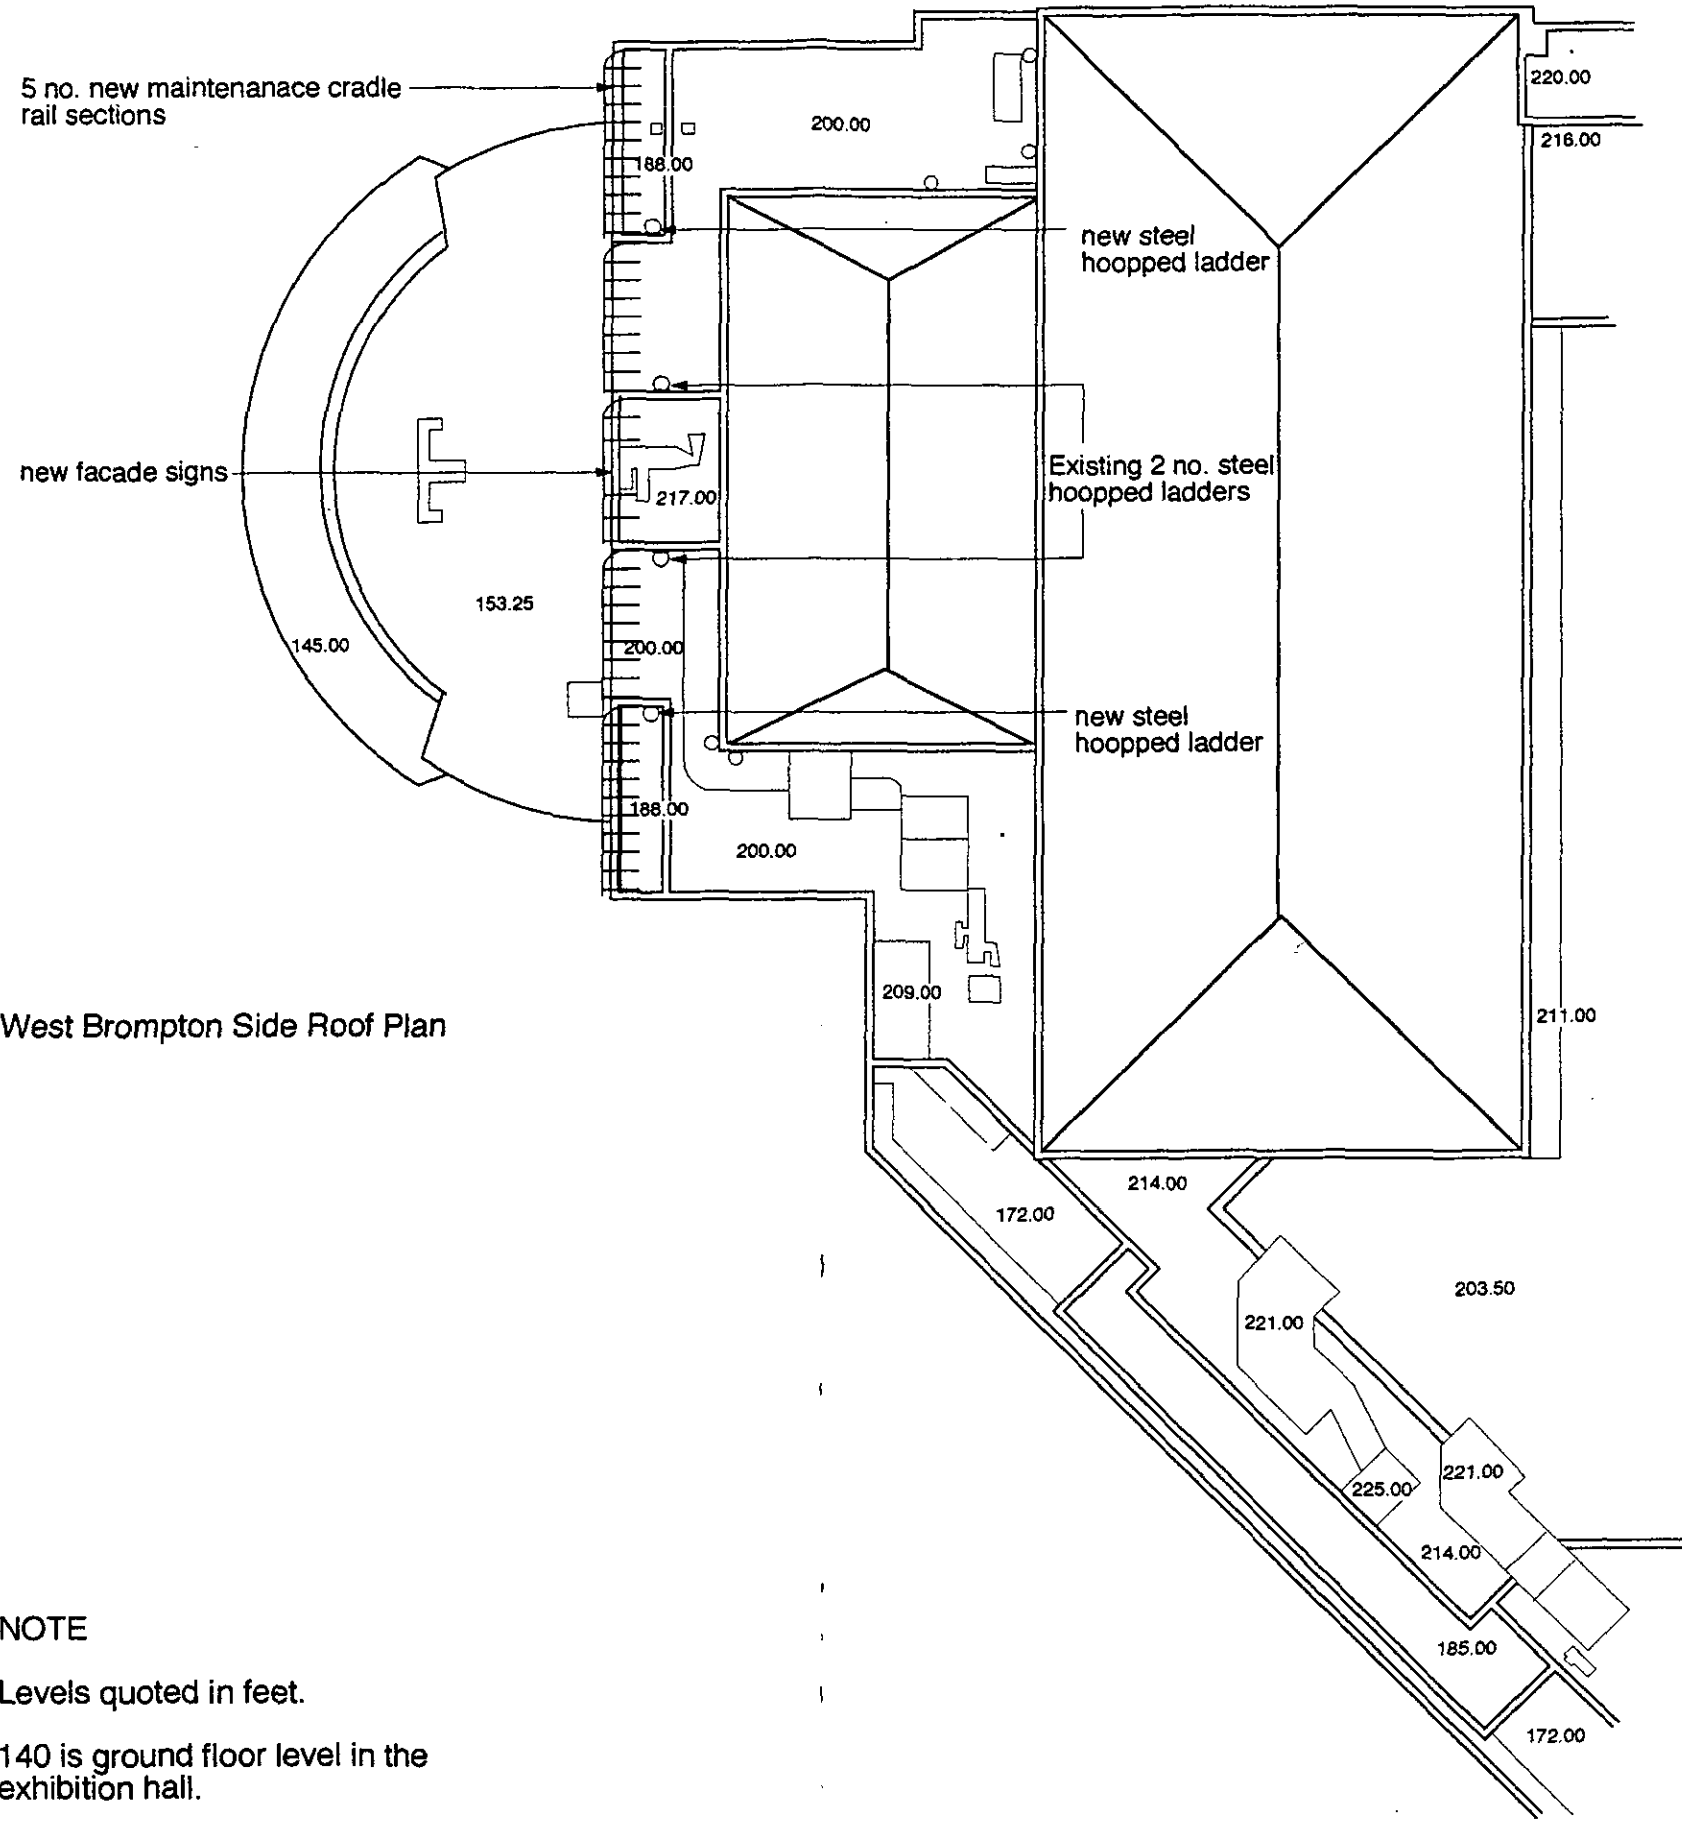 5 no. new maintenanace cradle
rail sections
220.00
200.00
216.00
188.00
new steel
hoopped ladder
new facade signs
Existing 2 no. steel
hoopped ladders
217.00
153.25
145.00
200.00
new steel
hoopped ladder
188.00
200.00
209.00
West Brompton Side Roof Plan
211.00
214.00
172.00
203.50
221.00
221.00
225.00
214.00
NOTE
185.00
Levels quoted in feet.
172.00
140 is ground floor level in the
exhibition hall.